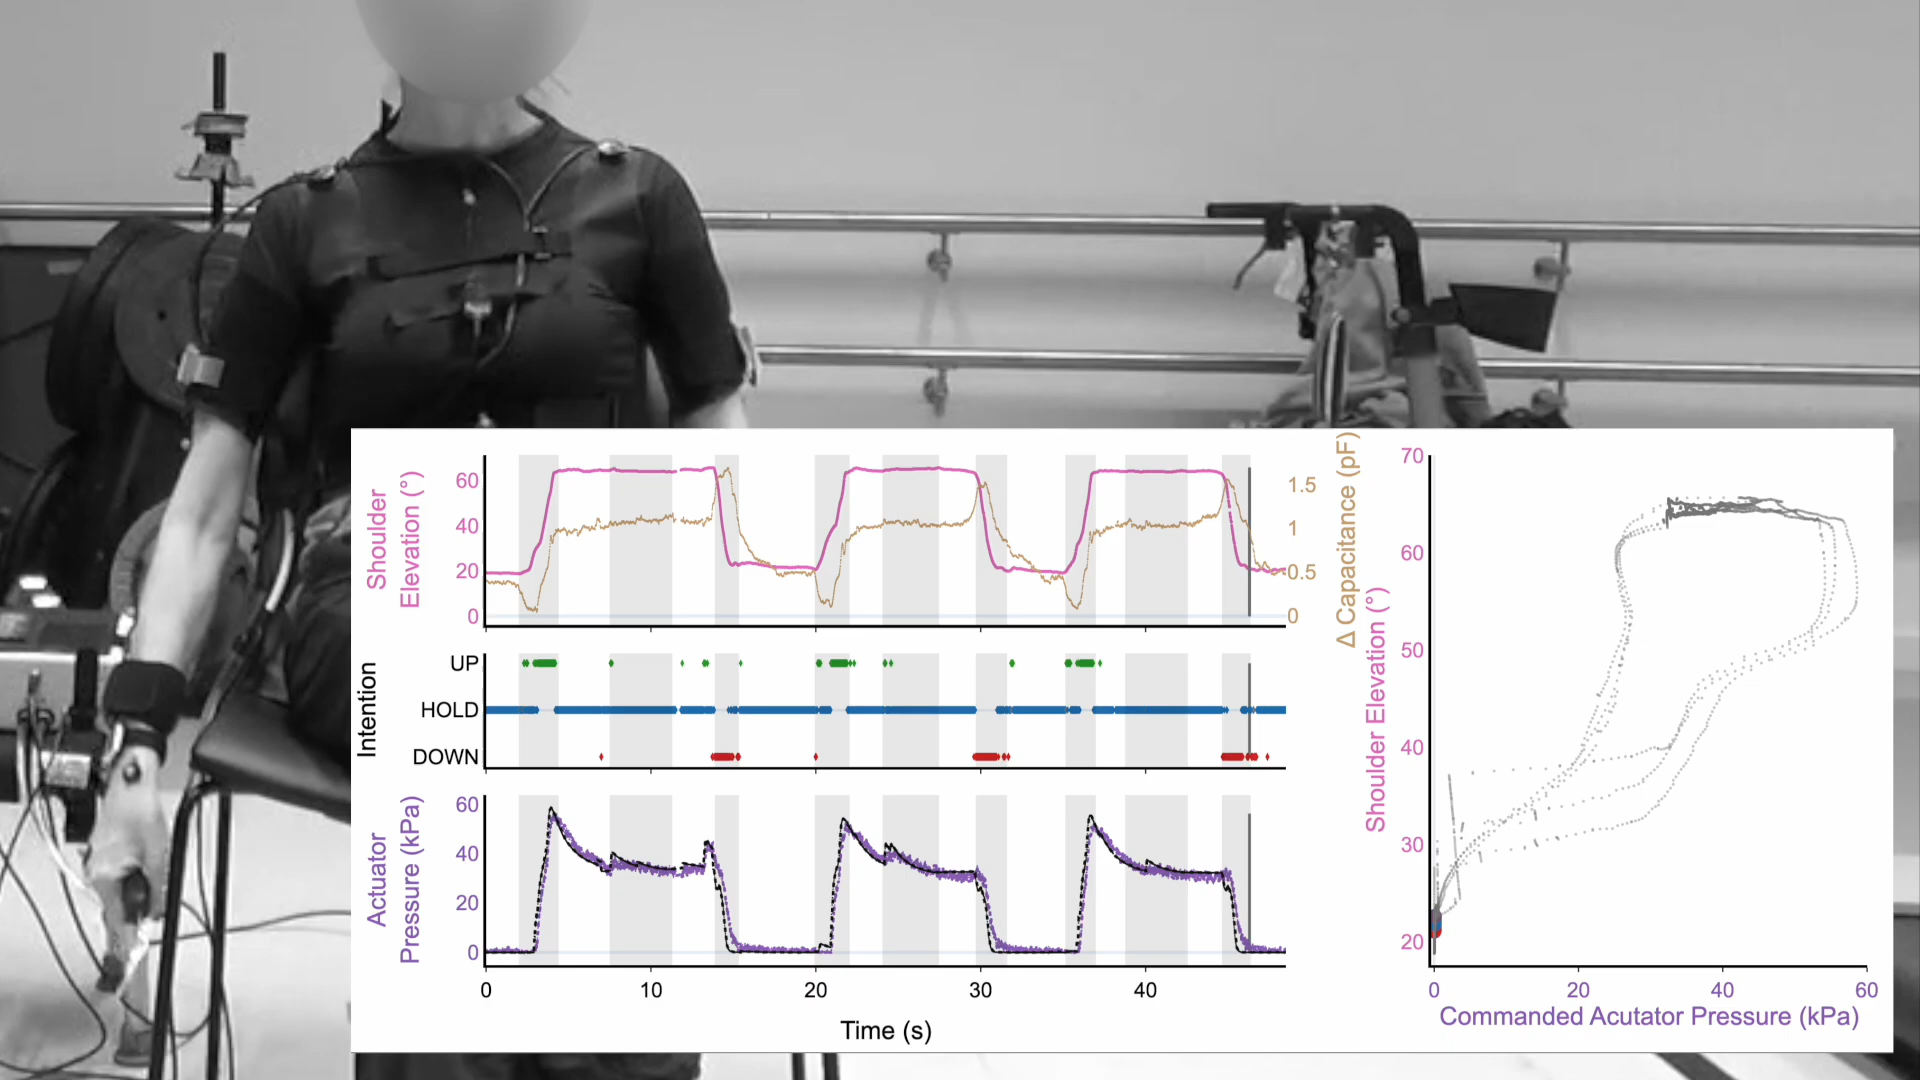 Shoulder
Elevation (°)
60
40
20
0
1.5
1
0.5
0
Δ Capacitance (pF)
Intention
UP
HOLD
DOWN
Actuator
Pressure (kPa)
60
40
20
0
0
10
20
30
40
Time (s)
Shoulder Elevation (°)
70
60
50
40
30
20
0
20
40
60
Commanded Acutator Pressure (kPa)